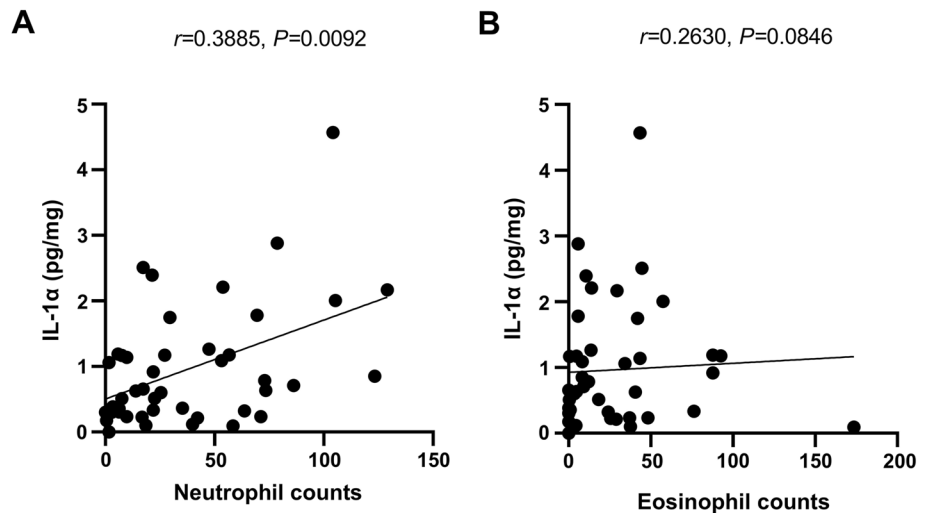 A
r=0.3885, P=0.0092
5
4
3
2
1
0
IL-1α (pg/mg)
0 50 100 150
Neutrophil counts
B
r=0.2630, P=0.0846
5
4
3
2
1
0
IL-1α (pg/mg)
0 50 100 150 200
Eosinophil counts